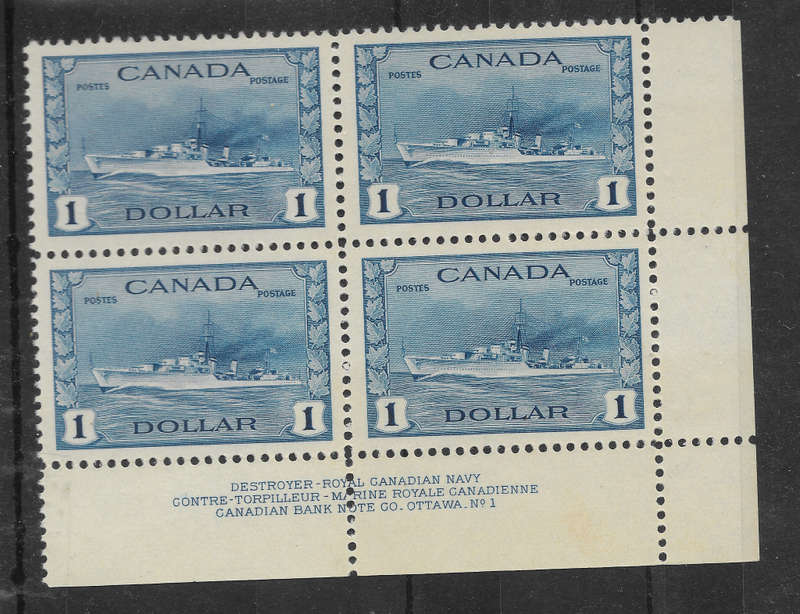 CANADA
POSTES POSTAGE
1 DOLLAR 1
CANADA
POSTES POSTAGE
1 DOLLAR 1
CANADA
POSTES POSTAGE
1 DOLLAR 1
CANADA
POSTES POSTAGE
1 DOLLAR 1
DESTROYER-ROYAL CANADIAN NAVY
CONTRE-TORPILLEUR-MARINE ROYALE CANADIENNE
CANADIAN BANK NOTE CO. OTTAWA. Nº 1